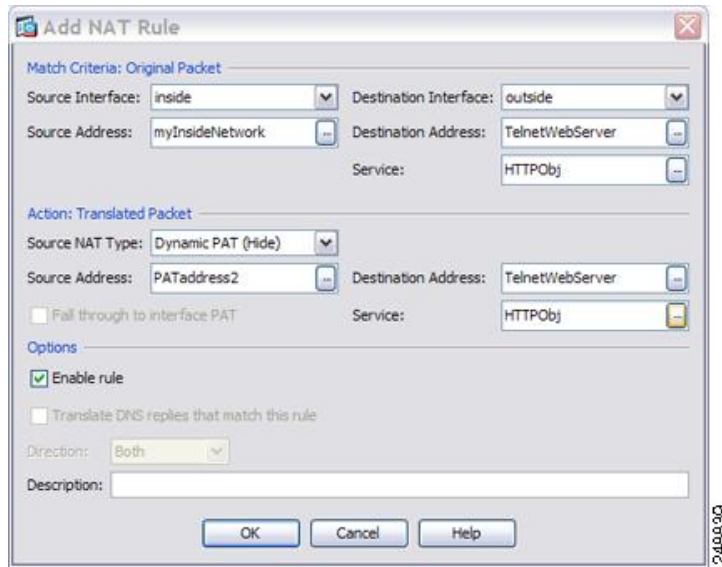 Add NAT Rule
Match Criteria: Original Packet
Source Interface: inside Destination Interface: outside
Source Address: myInsideNetwork ... Destination Address: TelnetWebServer ...
Service: HTTPObj ...
Action: Translated Packet
Source NAT Type: Dynamic PAT (Hide)
Source Address: PATaddress2 ... Destination Address: TelnetWebServer ...
Fall through to interface PAT Service: HTTPObj ...
Options
Enable rule
Translate DNS replies that match this rule
Direction: Both
Description:
OK Cancel Help
248839